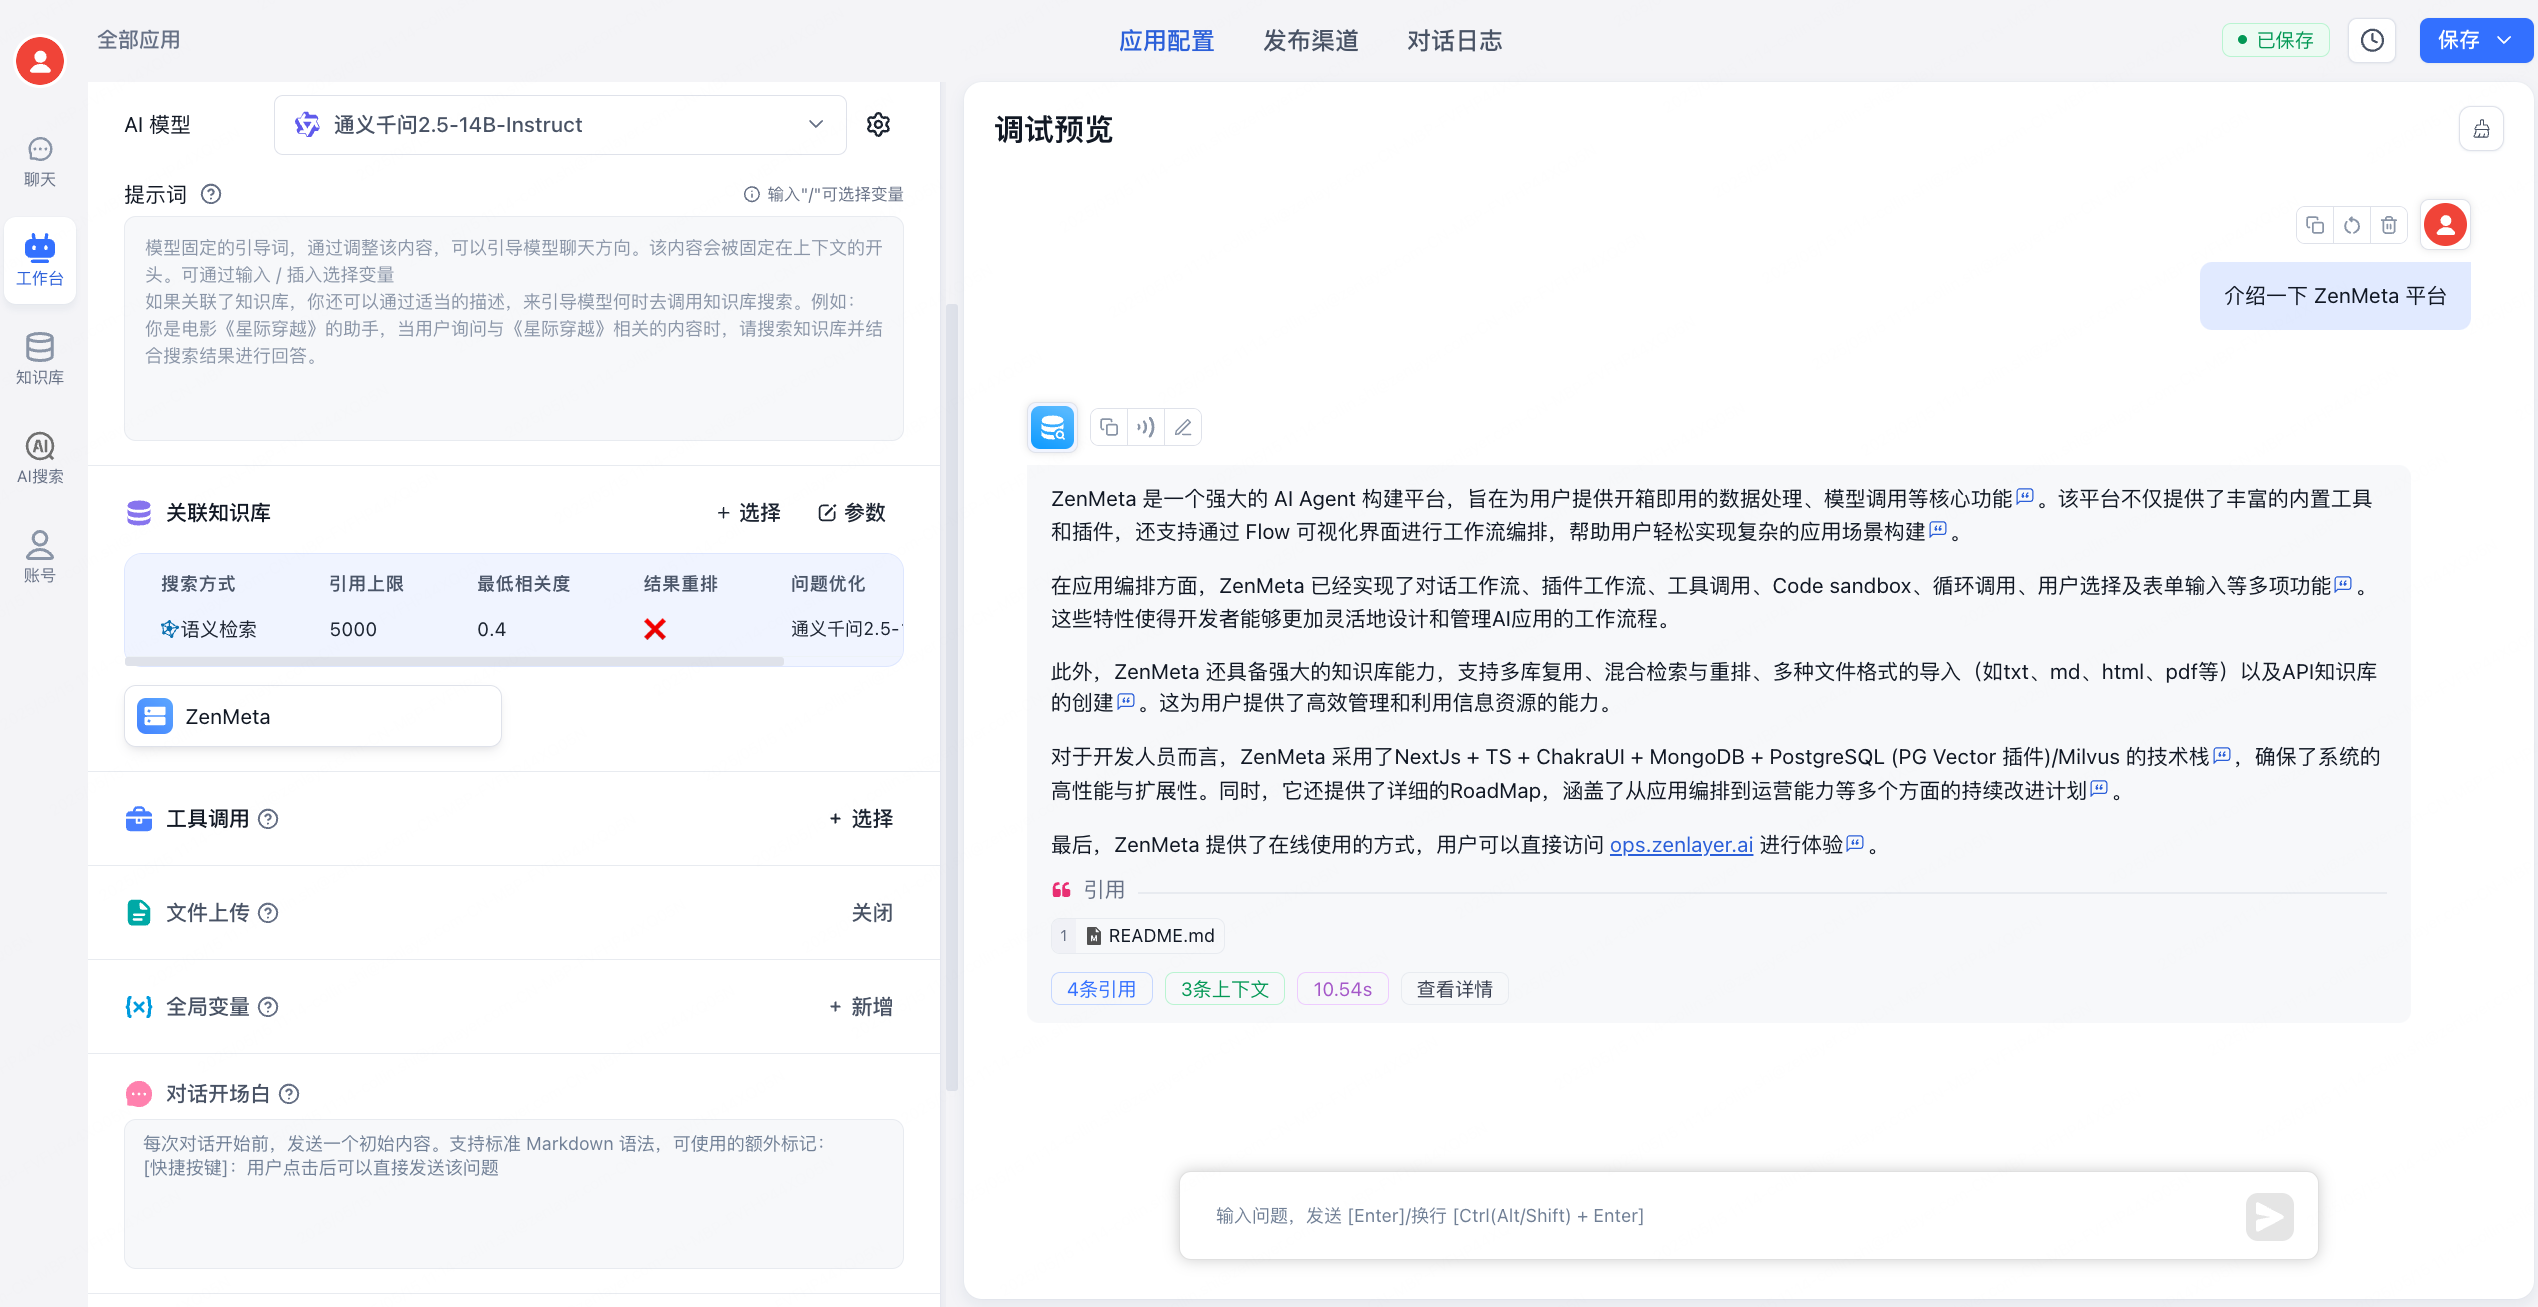 全部应用
应用配置
发布渠道
对话日志
已保存
保存
聊天
工作台
知识库
AI搜索
账号
AI 模型
通义千问2.5-14B-Instruct
提示词
输入"/"可选择变量
模型固定的引导词，通过调整该内容，可以引导模型聊天方向。该内容会被固定在上下文的开
头。可通过输入 / 插入选择变量
如果关联了知识库，你还可以通过适当的描述，来引导模型何时去调用知识库搜索。例如：
你是电影《星际穿越》的助手，当用户询问与《星际穿越》相关的内容时，请搜索知识库并结
合搜索结果进行回答。
关联知识库
+ 选择
参数
搜索方式 引用上限 最低相关度 结果重排 问题优化
语义检索 5000 0.4 通义千问2.5-
ZenMeta
工具调用
+ 选择
文件上传
关闭
全局变量
+ 新增
对话开场白
每次对话开始前，发送一个初始内容。支持标准 Markdown 语法，可使用的额外标记：
[快捷按键]：用户点击后可以直接发送该问题
调试预览
介绍一下 ZenMeta 平台
ZenMeta 是一个强大的 AI Agent 构建平台，旨在为用户提供开箱即用的数据处理、模型调用等核心功能。该平台不仅提供了丰富的内置工具
和插件，还支持通过 Flow 可视化界面进行工作流编排，帮助用户轻松实现复杂的应用场景构建。
在应用编排方面，ZenMeta 已经实现了对话工作流、插件工作流、工具调用、Code sandbox、循环调用、用户选择及表单输入等多项功能。
这些特性使得开发者能够更加灵活地设计和管理AI应用的工作流程。
此外，ZenMeta 还具备强大的知识库能力，支持多库复用、混合检索与重排、多种文件格式的导入（如txt、md、html、pdf等）以及API知识库
的创建。这为用户提供了高效管理和利用信息资源的能力。
对于开发人员而言，ZenMeta 采用了NextJs + TS + ChakraUI + MongoDB + PostgreSQL (PG Vector 插件)/Milvus 的技术栈，确保了系统的
高性能与扩展性。同时，它还提供了详细的RoadMap，涵盖了从应用编排到运营能力等多个方面的持续改进计划。
最后，ZenMeta 提供了在线使用的方式，用户可以直接访问 ops.zenlayer.ai 进行体验。
引用
1 README.md
4条引用
3条上下文
10.54s
查看详情
输入问题，发送 [Enter]/换行 [Ctrl(Alt/Shift) + Enter]